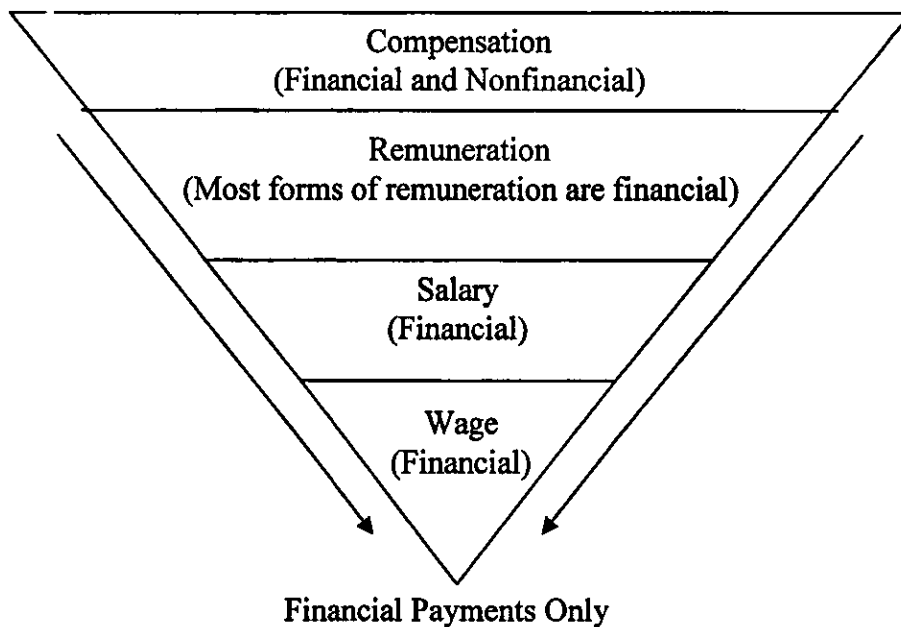 Compensation
(Financial and Nonfinancial)
Remuneration
(Most forms of remuneration are financial)
Salary
(Financial)
Wage
(Financial)
Financial Payments Only